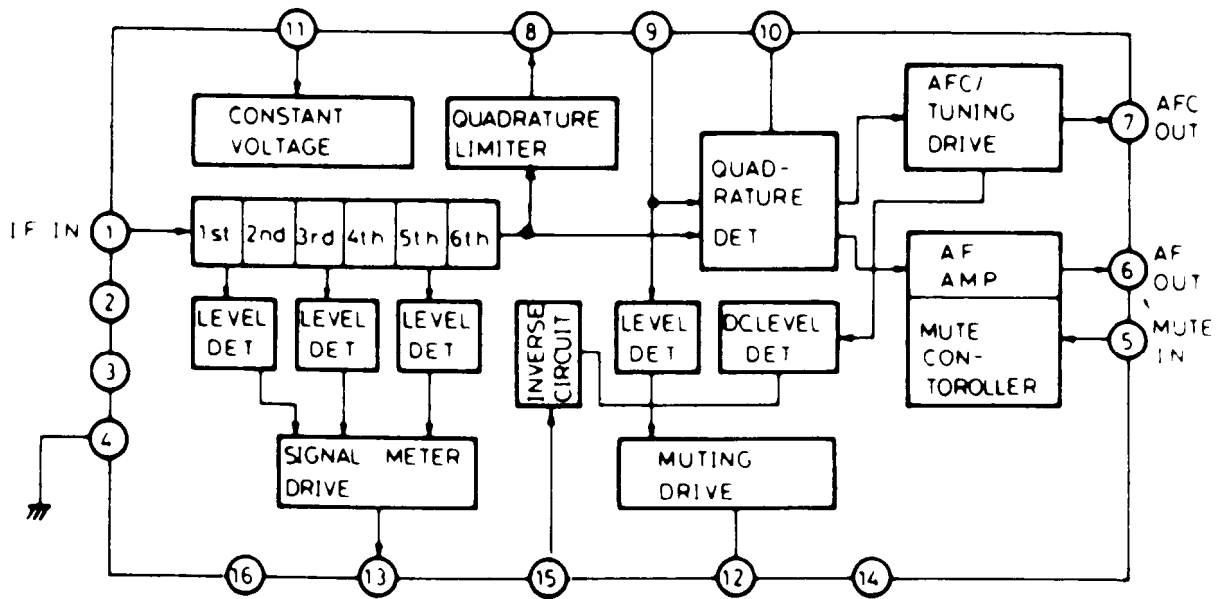 11
8
9
10
CONSTANT
VOLTAGE
QUADRATURE
LIMITER
QUAD-
RATURE
DET
AFC/
TUNING
DRIVE
7
AFC
OUT
IF IN
1
1st
2nd
3rd
4th
5th
6th
2
3
4
LEVEL
DET
LEVEL
DET
LEVEL
DET
INVERSE
CIRCUIT
LEVEL
DET
DC LEVEL
DET
AF
AMP
6
AF
OUT
MUTE
CON-
TOROLLER
5
MUTE
IN
SIGNAL METER
DRIVE
MUTING
DRIVE
16
13
15
12
14